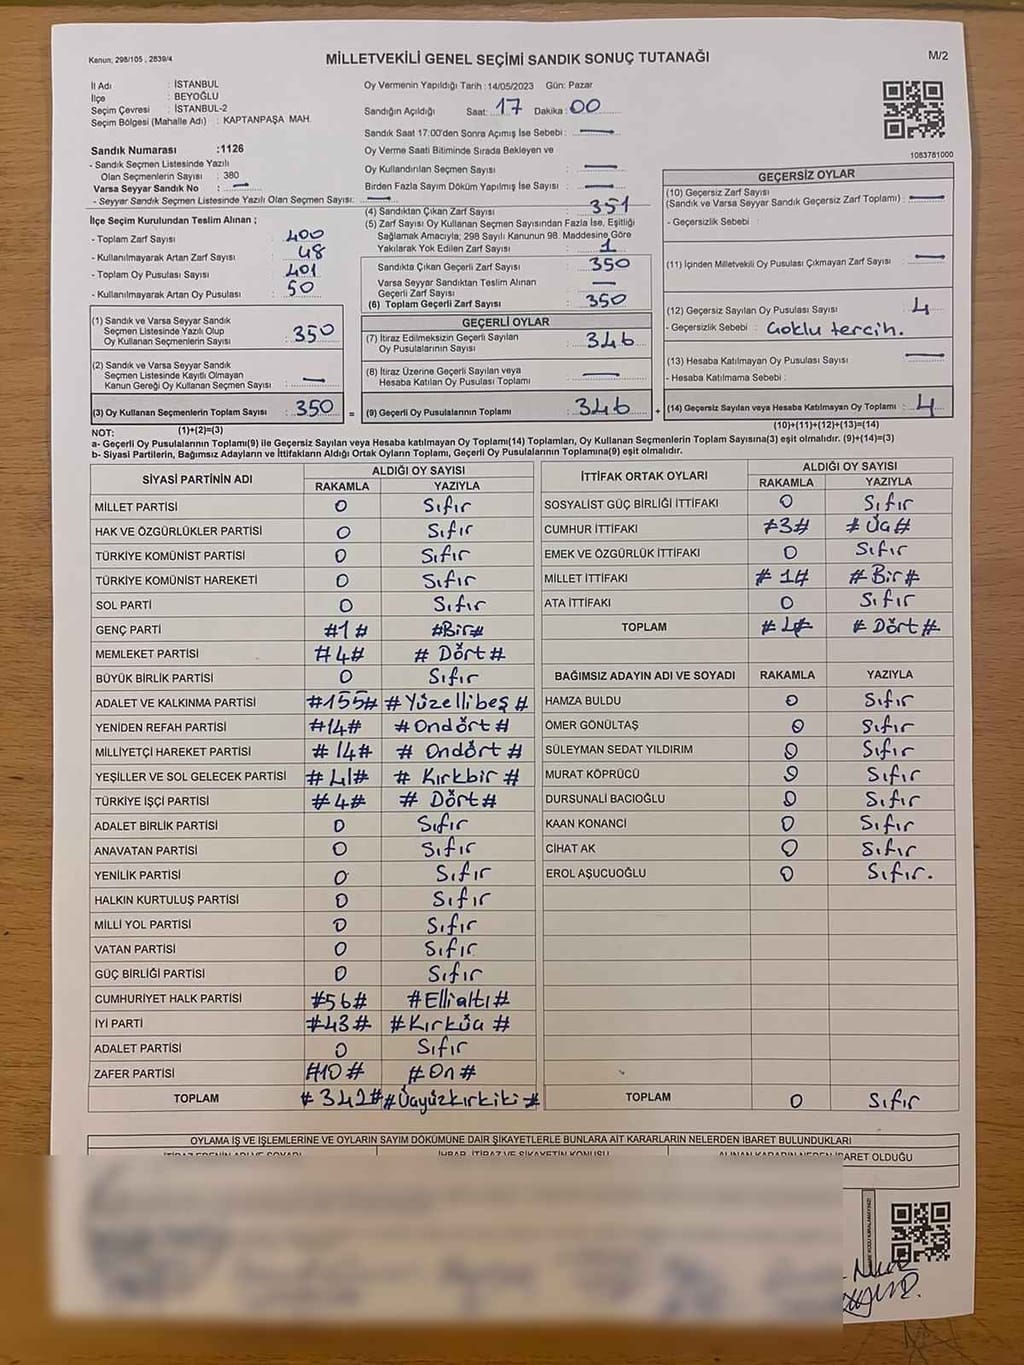 Kanun: 298/105 , 2839/4
MİLLETVEKİLİ GENEL SEÇİMİ SANDIK SONUÇ TUTANAĞI
M/2
İl Adı : İSTANBUL
İlçe : BEYOĞLU
Seçim Çevresi : İSTANBUL-2
Seçim Bölgesi (Mahalle Adı) : KAPTANPAŞA MAH.
Sandık Numarası :1126
- Sandık Seçmen Listesinde Yazılı
Olan Seçmenlerin Sayısı : 380
Varsa Seyyar Sandık No : —
- Seyyar Sandık Seçmen Listesinde Yazılı Olan Seçmen Sayısı: —
İlçe Seçim Kurulundan Teslim Alınan ;
- Toplam Zarf Sayısı : 400
- Kullanılmayarak Artan Zarf Sayısı : 48
- Toplam Oy Pusulası Sayısı : 401
- Kullanılmayarak Artan Oy Pusulası : 50
(1) Sandık ve Varsa Seyyar Sandık
Seçmen Listesinde Yazılı Olup
Oy Kullanan Seçmenlerin Sayısı : 350
(2) Sandık ve Varsa Seyyar Sandık
Seçmen Listesinde Kayıtlı Olmayan
Kanun Gereği Oy Kullanan Seçmen Sayısı : —
(3) Oy Kullanan Seçmenlerin Toplam Sayısı : 350 =
(1)+(2)=(3)
Oy Vermenin Yapıldığı Tarih : 14/05/2023 Gün: Pazar
Sandığın Açıldığı Saat: 17 Dakika : 00
Sandık Saat 17:00'den Sonra Açımış İse Sebebi : —
Oy Verme Saati Bitiminde Sırada Bekleyen ve
Oy Kullandırılan Seçmen Sayısı : —
Birden Fazla Sayım Döküm Yapılmış İse Sayısı : —
(4) Sandıktan Çıkan Zarf Sayısı : 351
(5) Zarf Sayısı Oy Kullanan Seçmen Sayısından Fazla İse, Eşitliği
Sağlamak Amacıyla; 298 Sayılı Kanunun 98. Maddesine Göre
Yakılarak Yok Edilen Zarf Sayısı : 1
Sandıkta Çıkan Geçerli Zarf Sayısı : 350
Varsa Seyyar Sandıktan Teslim Alınan
Geçerli Zarf Sayısı : —
(6) Toplam Geçerli Zarf Sayısı : 350
GEÇERLİ OYLAR
(7) İtiraz Edilmeksizin Geçerli Sayılan
Oy Pusulalarının Sayısı : 346
(8) İtiraz Üzerine Geçerli Sayılan veya
Hesaba Katılan Oy Pusulası Toplamı : —
(9) Geçerli Oy Pusulalarının Toplamı : 346 +
1083781000
GEÇERSİZ OYLAR
(10) Geçersiz Zarf Sayısı
(Sandık ve Varsa Seyyar Sandık Geçersiz Zarf Toplamı) : —
- Geçersizlik Sebebi :
(11) İçinden Milletvekili Oy Pusulası Çıkmayan Zarf Sayısı : —
(12) Geçersiz Sayılan Oy Pusulası Sayısı : 4
- Geçersizlik Sebebi : Çoklu tercih.
(13) Hesaba Katılmayan Oy Pusulası Sayısı : —
- Hesaba Katılmama Sebebi :
(14) Geçersiz Sayılan veya Hesaba Katılmayan Oy Toplamı : 4
(10)+(11)+(12)+(13)=(14)
NOT:
a- Geçerli Oy Pusulalarının Toplamı(9) ile Geçersiz Sayılan veya Hesaba katılmayan Oy Toplamı(14) Toplamları, Oy Kullanan Seçmenlerin Toplam Sayısına(3) eşit olmalıdır. (9)+(14)=(3)
b- Siyasi Partilerin, Bağımsız Adayların ve İttifakların Aldığı Ortak Oyların Toplamı, Geçerli Oy Pusulalarının Toplamına(9) eşit olmalıdır.
SİYASİ PARTİNİN ADI ALDIĞI OY SAYISI
RAKAMLA YAZIYLA
MİLLET PARTİSİ 0 Sıfır
HAK VE ÖZGÜRLÜKLER PARTİSİ 0 Sıfır
TÜRKİYE KOMÜNİST PARTİSİ 0 Sıfır
TÜRKİYE KOMÜNİST HAREKETİ 0 Sıfır
SOL PARTİ 0 Sıfır
GENÇ PARTİ #1# #Bir#
MEMLEKET PARTİSİ #4# #Dört#
BÜYÜK BİRLİK PARTİSİ 0 Sıfır
ADALET VE KALKINMA PARTİSİ #155# #Yüzellibeş#
YENİDEN REFAH PARTİSİ #14# #Ondört#
MİLLİYETÇİ HAREKET PARTİSİ #14# #Ondört#
YEŞİLLER VE SOL GELECEK PARTİSİ #41# #Kırkbir#
TÜRKİYE İŞÇİ PARTİSİ #4# #Dört#
ADALET BİRLİK PARTİSİ 0 Sıfır
ANAVATAN PARTİSİ 0 Sıfır
YENİLİK PARTİSİ 0 Sıfır
HALKIN KURTULUŞ PARTİSİ 0 Sıfır
MİLLİ YOL PARTİSİ 0 Sıfır
VATAN PARTİSİ 0 Sıfır
GÜÇ BİRLİĞİ PARTİSİ 0 Sıfır
CUMHURİYET HALK PARTİSİ #56# #Ellialtı#
İYİ PARTİ #43# #Kırküç#
ADALET PARTİSİ 0 Sıfır
ZAFER PARTİSİ #10# #On#
TOPLAM #342# #Üçyüzkırkiki#
İTTİFAK ORTAK OYLARI ALDIĞI OY SAYISI
RAKAMLA YAZIYLA
SOSYALİST GÜÇ BİRLİĞİ İTTİFAKI 0 Sıfır
CUMHUR İTTİFAKI #3# #Üç#
EMEK VE ÖZGÜRLÜK İTTİFAKI 0 Sıfır
MİLLET İTTİFAKI #1# #Bir#
ATA İTTİFAKI 0 Sıfır
TOPLAM #4# #Dört#
BAĞIMSIZ ADAYIN ADI VE SOYADI RAKAMLA YAZIYLA
HAMZA BULDU 0 Sıfır
ÖMER GÖNÜLTAŞ 0 Sıfır
SÜLEYMAN SEDAT YILDIRIM 0 Sıfır
MURAT KÖPRÜCÜ 0 Sıfır
DURSUNALİ BACIOĞLU 0 Sıfır
KAAN KONANCİ 0 Sıfır
CİHAT AK 0 Sıfır
EROL AŞUCUOĞLU 0 Sıfır.
TOPLAM 0 Sıfır
OYLAMA İŞ VE İŞLEMLERİNE VE OYLARIN SAYIM DÖKÜMÜNE DAİR ŞİKAYETLERLE BUNLARA AİT KARARLARIN NELERDEN İBARET BULUNDUKLARI
İTİRAZ EDENİN ADI VE SOYADI İHBAR, İTİRAZ VE ŞİKAYETİN KONUSU ALINAN KARARIN NEDEN İBARET OLDUĞU